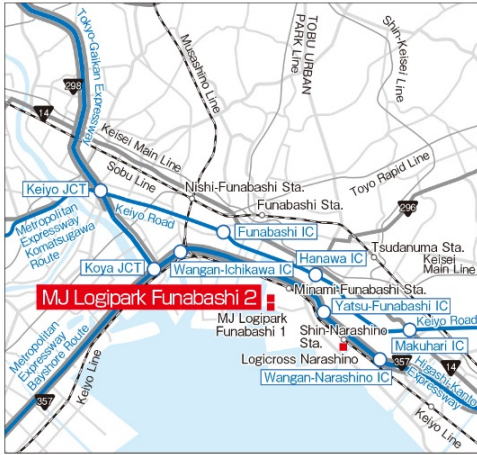 Tokyo-Gaikan Expressway
298
14
Musashino Line
TOBU URBAN
PARK Line
Shin-Keisei Line
Keisei Main Line
Sobu Line
Toyo Rapid Line
296
Keiyo JCT
Nishi-Funabashi Sta.
Funabashi Sta.
Keiyo Road
Metropolitan
Expressway
Komatsugawa
Route
Funabashi IC
Tsudanuma Sta.
Keisei
Main Line
Hanawa IC
Koya JCT
Wangan-Ichikawa IC
Minami-Funabashi Sta.
MJ Logipark Funabashi 2
Yatsu-Funabashi IC
MJ Logipark
Funabashi 1
Keiyo Road
Shin-Narashino
Sta.
Makuhari IC
Logicross Narashino
357
14
Wangan-Narashino IC
Higashi-Kanto
Expressway
Metropolitan
Expressway
Bayshore Route
Keiyo Line
357
Keiyo Line